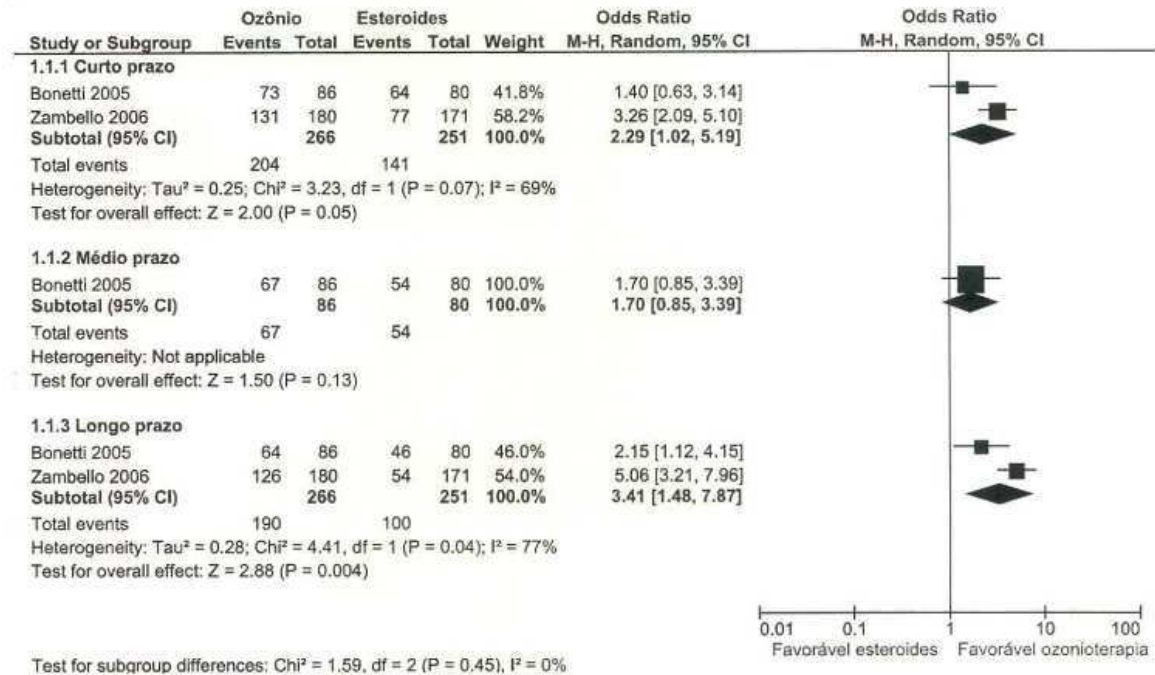 Ozônio Esteroides Odds Ratio Odds Ratio
Study or Subgroup Events Total Events Total Weight M-H, Random, 95% CI M-H, Random, 95% CI
1.1.1 Curto prazo
Bonetti 2005 73 86 64 80 41.8% 1.40 [0.63, 3.14]
Zambello 2006 131 180 77 171 58.2% 3.26 [2.09, 5.10]
Subtotal (95% CI) 266 251 100.0% 2.29 [1.02, 5.19]
Total events 204 141
Heterogeneity: Tau² = 0.25; Chi² = 3.23, df = 1 (P = 0.07); I² = 69%
Test for overall effect: Z = 2.00 (P = 0.05)
1.1.2 Médio prazo
Bonetti 2005 67 86 54 80 100.0% 1.70 [0.85, 3.39]
Subtotal (95% CI) 86 80 100.0% 1.70 [0.85, 3.39]
Total events 67 54
Heterogeneity: Not applicable
Test for overall effect: Z = 1.50 (P = 0.13)
1.1.3 Longo prazo
Bonetti 2005 64 86 46 80 46.0% 2.15 [1.12, 4.15]
Zambello 2006 126 180 54 171 54.0% 5.06 [3.21, 7.96]
Subtotal (95% CI) 266 251 100.0% 3.41 [1.48, 7.87]
Total events 190 100
Heterogeneity: Tau² = 0.28; Chi² = 4.41, df = 1 (P = 0.04); I² = 77%
Test for overall effect: Z = 2.88 (P = 0.004)
0.01 0.1 1 10 100
Favorável esteroides Favorável ozonioterapia
Test for subgroup differences: Chi² = 1.59, df = 2 (P = 0.45), I² = 0%